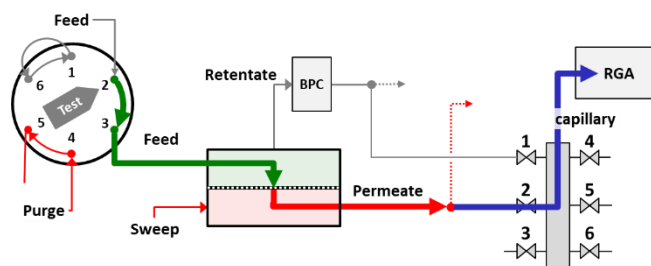 Feed
1
2
3
4
5
6
Test
Feed
Purge
Retentate
BPC
Permeate
Sweep
RGA
capillary
1
4
2
5
3
6